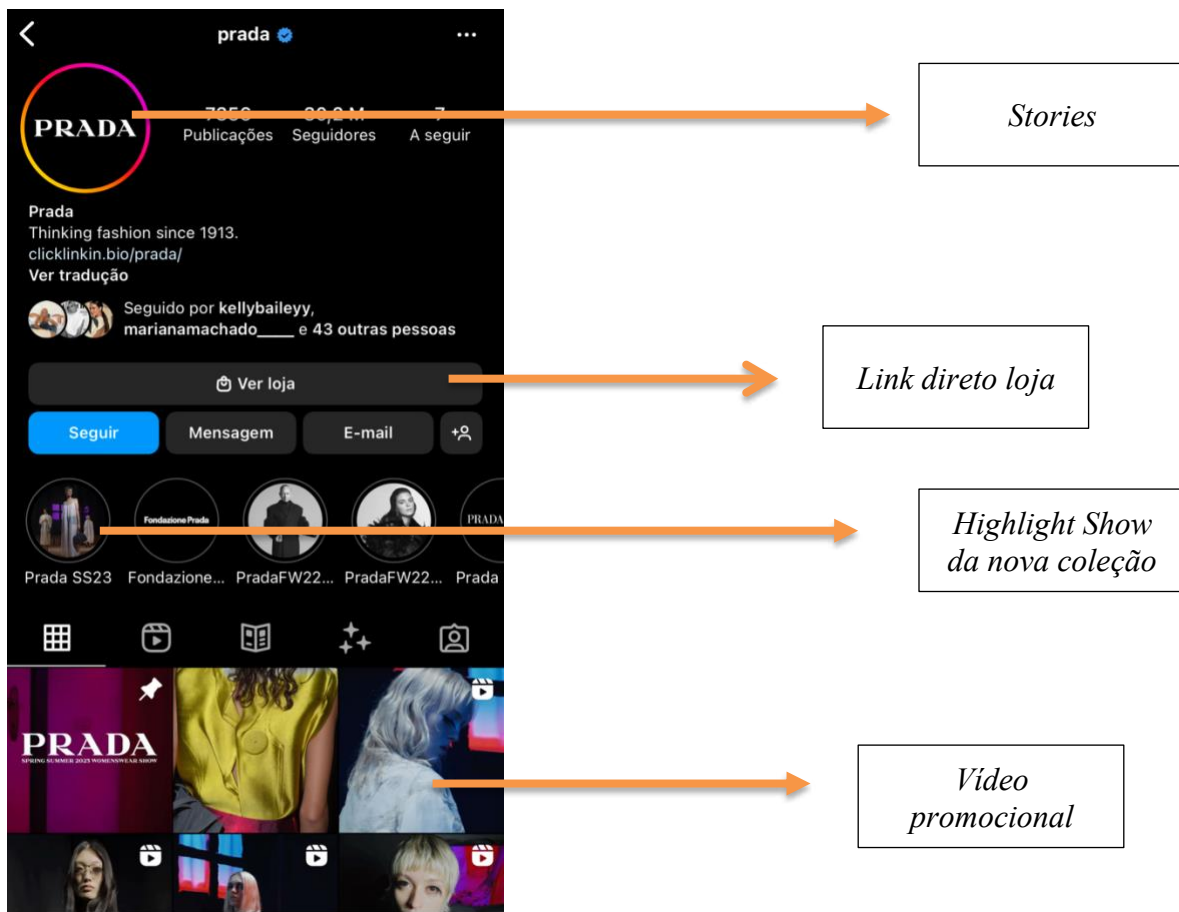 prada
PRADA
Publicações Seguidores A seguir
Prada
Thinking fashion since 1913.
clicklinkin.bio/prada/
Ver tradução
Seguido por kellybaileyy,
marianamachado_____ e 43 outras pessoas
Ver loja
Seguir Mensagem E-mail
Fondazione Prada
PRADA
Prada SS23 Fondazione... PradaFW22... PradaFW22... Prada
PRADA
SPRING SUMMER 2023 WOMENSWEAR SHOW
Stories
Link direto loja
Highlight Show
da nova coleção
Vídeo
promocional